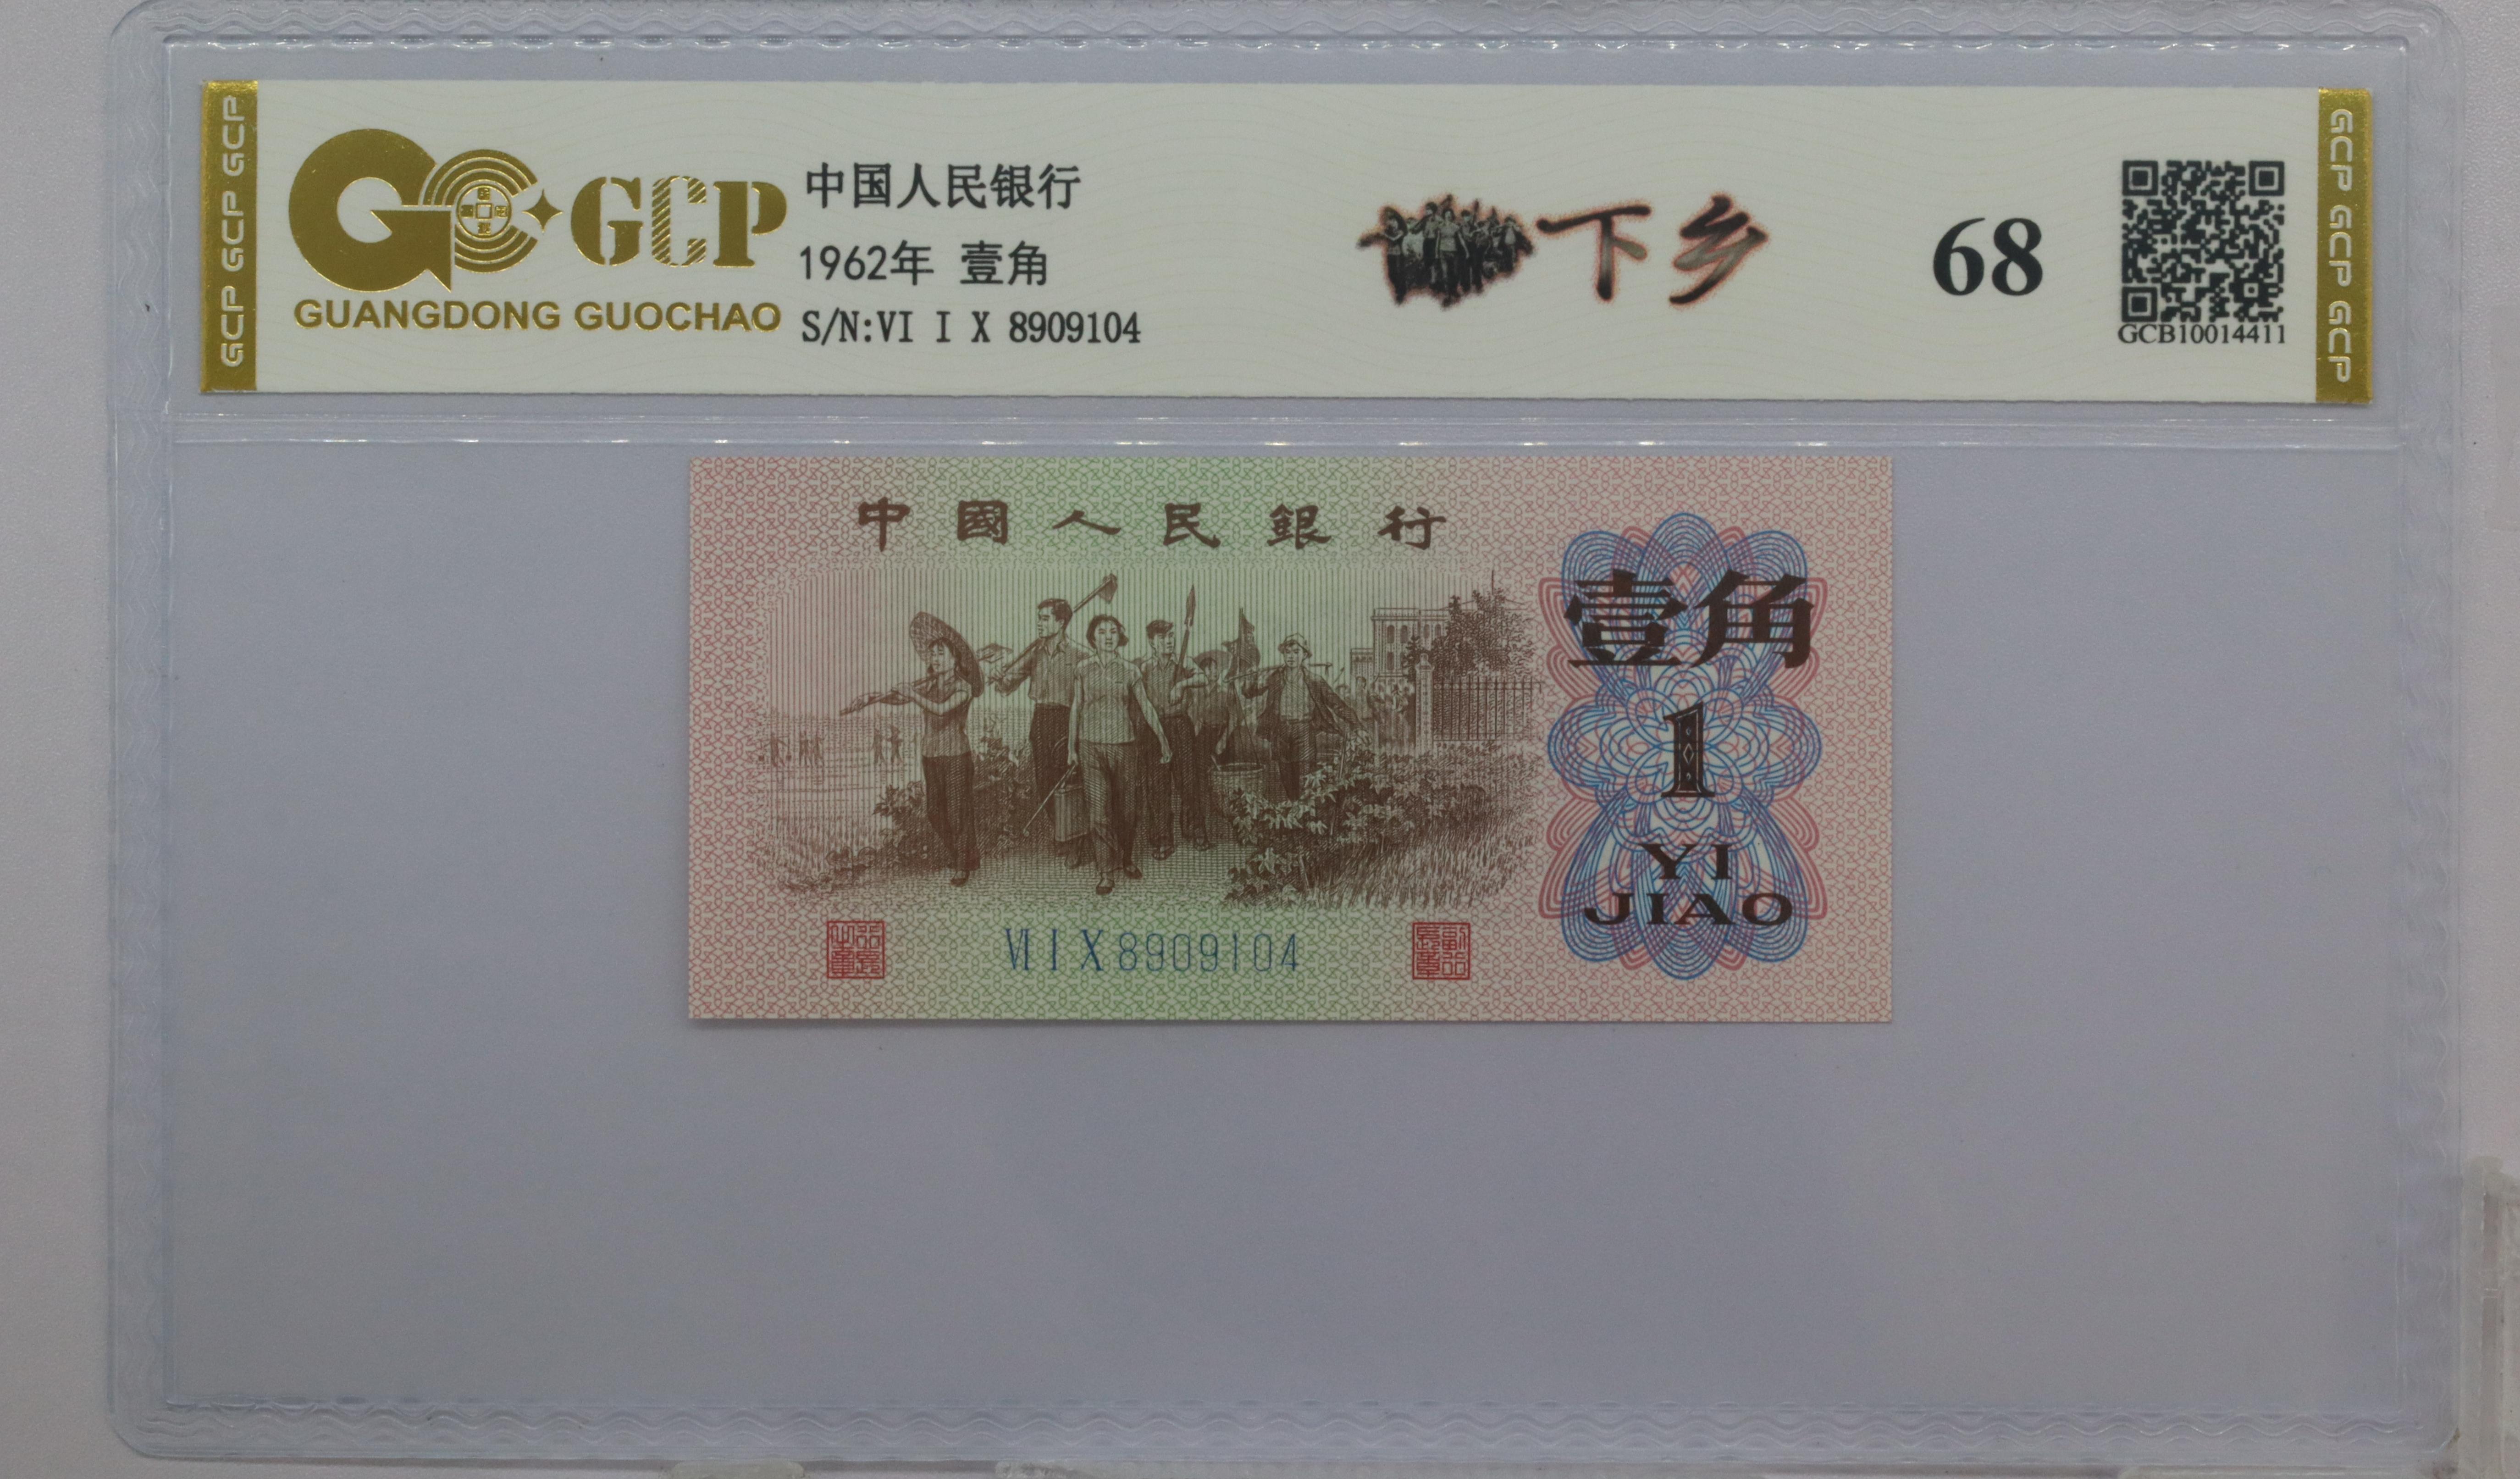 GCP GCP GCP
GCP
GUANGDONG GUOCHAO
中国人民银行
1962年 壹角
S/N:VI I X 8909104
下乡
68
GCB10014411
GCP GCP GCP
中國人民銀行
壹角
1
YI
JIAO
VI I X 8909104